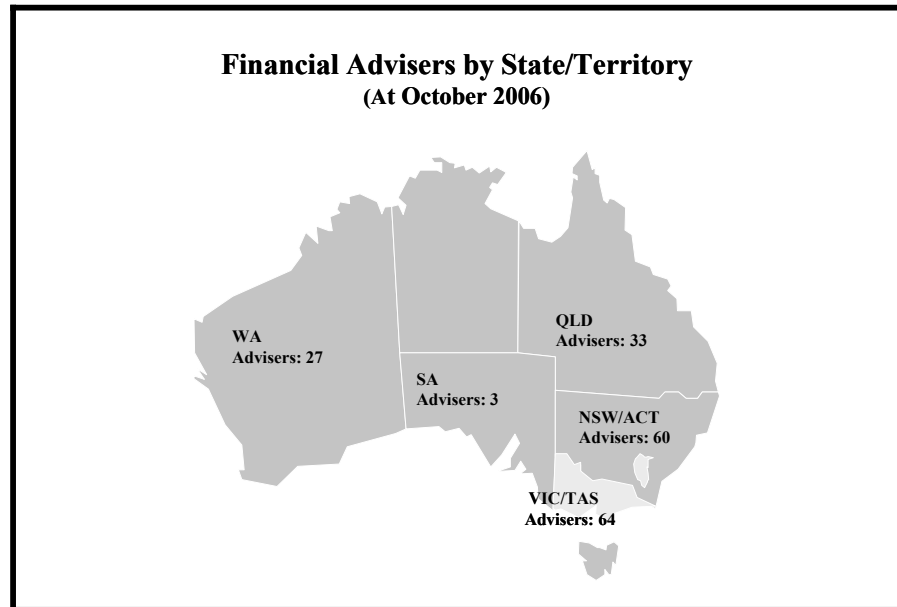 Financial Advisers by State/Territory
(At October 2006)
QLD
Advisers: 33
WA
Advisers: 27
SA
Advisers: 3
NSW/ACT
Advisers: 60
VIC/TAS
Advisers: 64